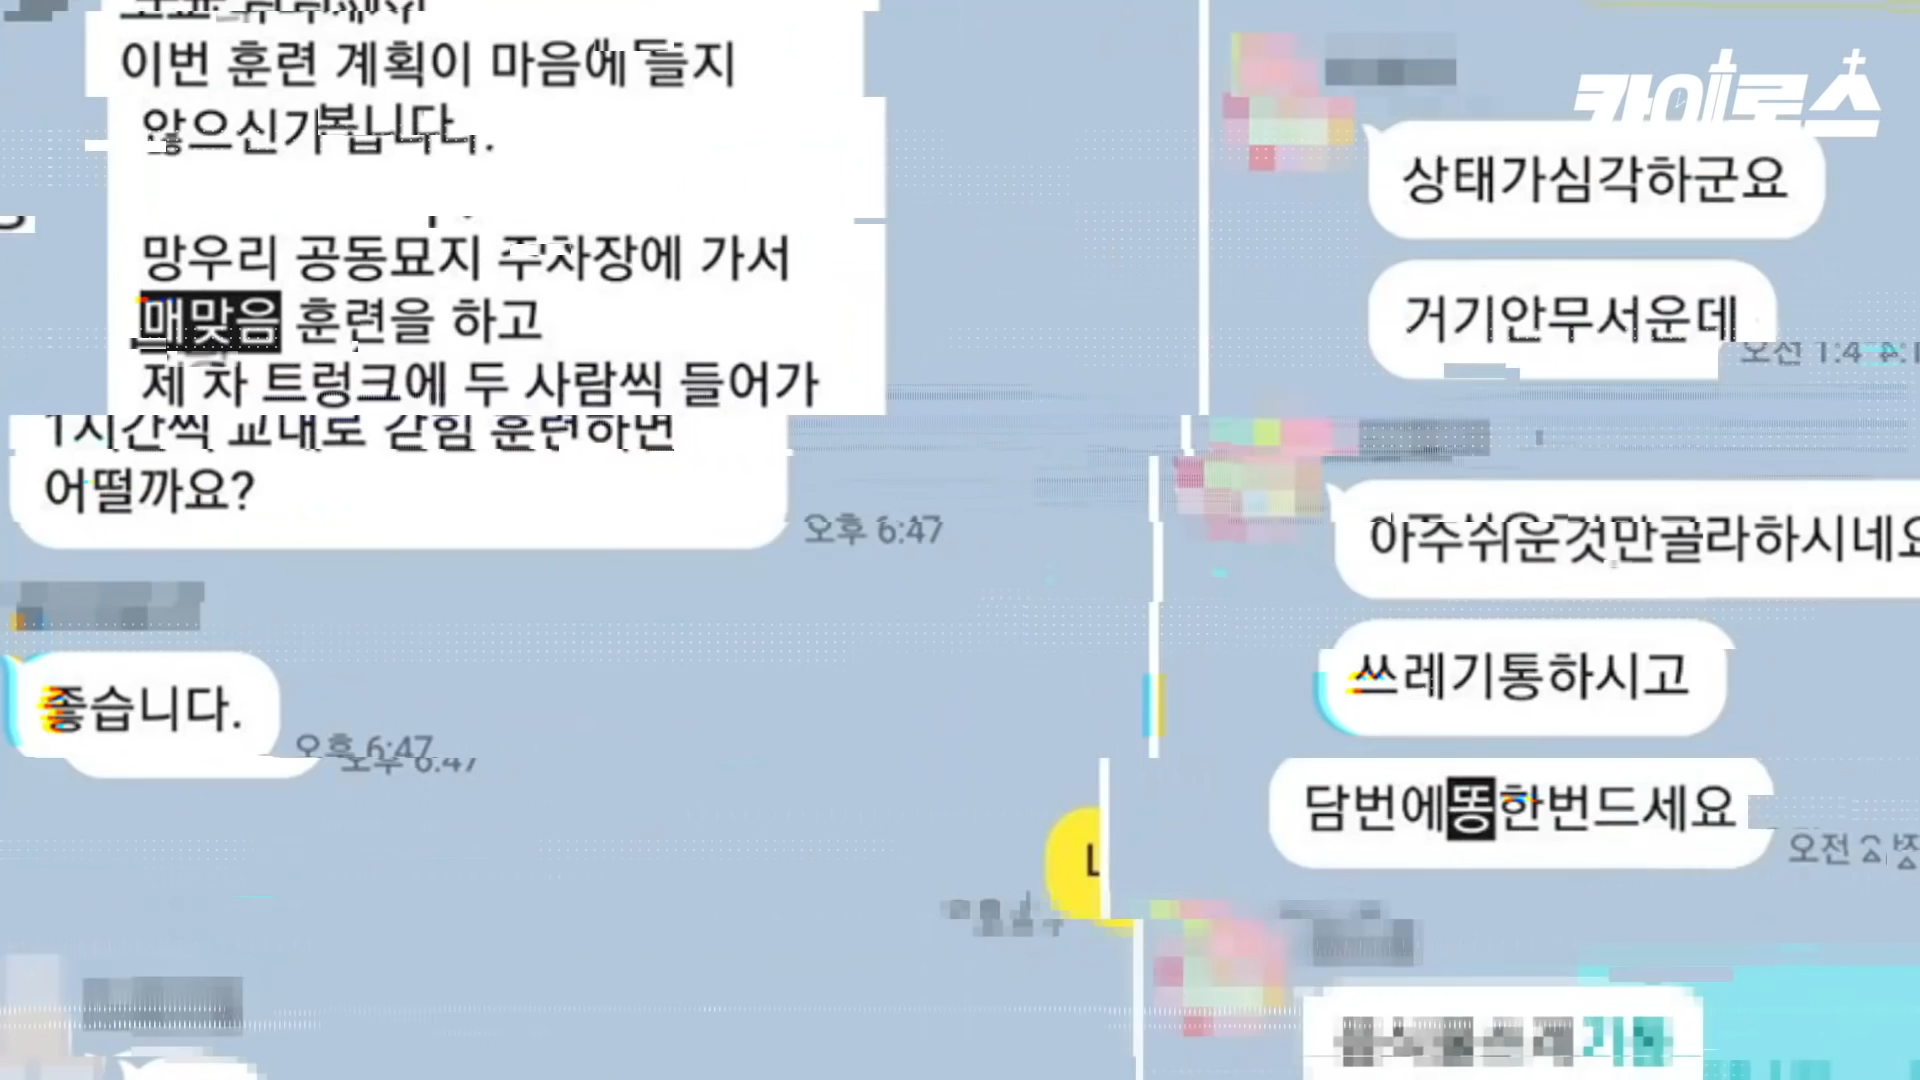 이번 훈련 계획이 마음에 들지
않으신가봅니다.
망우리 공동묘지 주차장에 가서
매맞음 훈련을 하고
제 차 트렁크에 두 사람씩 들어가
1시간씩 교대로 갇힘 훈련하면
어떨까요?
오후 6:47
좋습니다.
오후 6:47
카이로스
상태가심각하군요
거기안무서운데
오전
아주쉬운것만골라하시네요
쓰레기통하시고
담번에똥한번드세요
오전